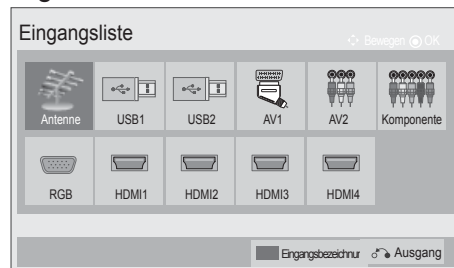 Eingangsliste
Bewegen OK
Antenne USB1 USB2 AV1 AV2 Komponente
RGB HDMI1 HDMI2 HDMI3 HDMI4
Eingangsbezeichnur Ausgang